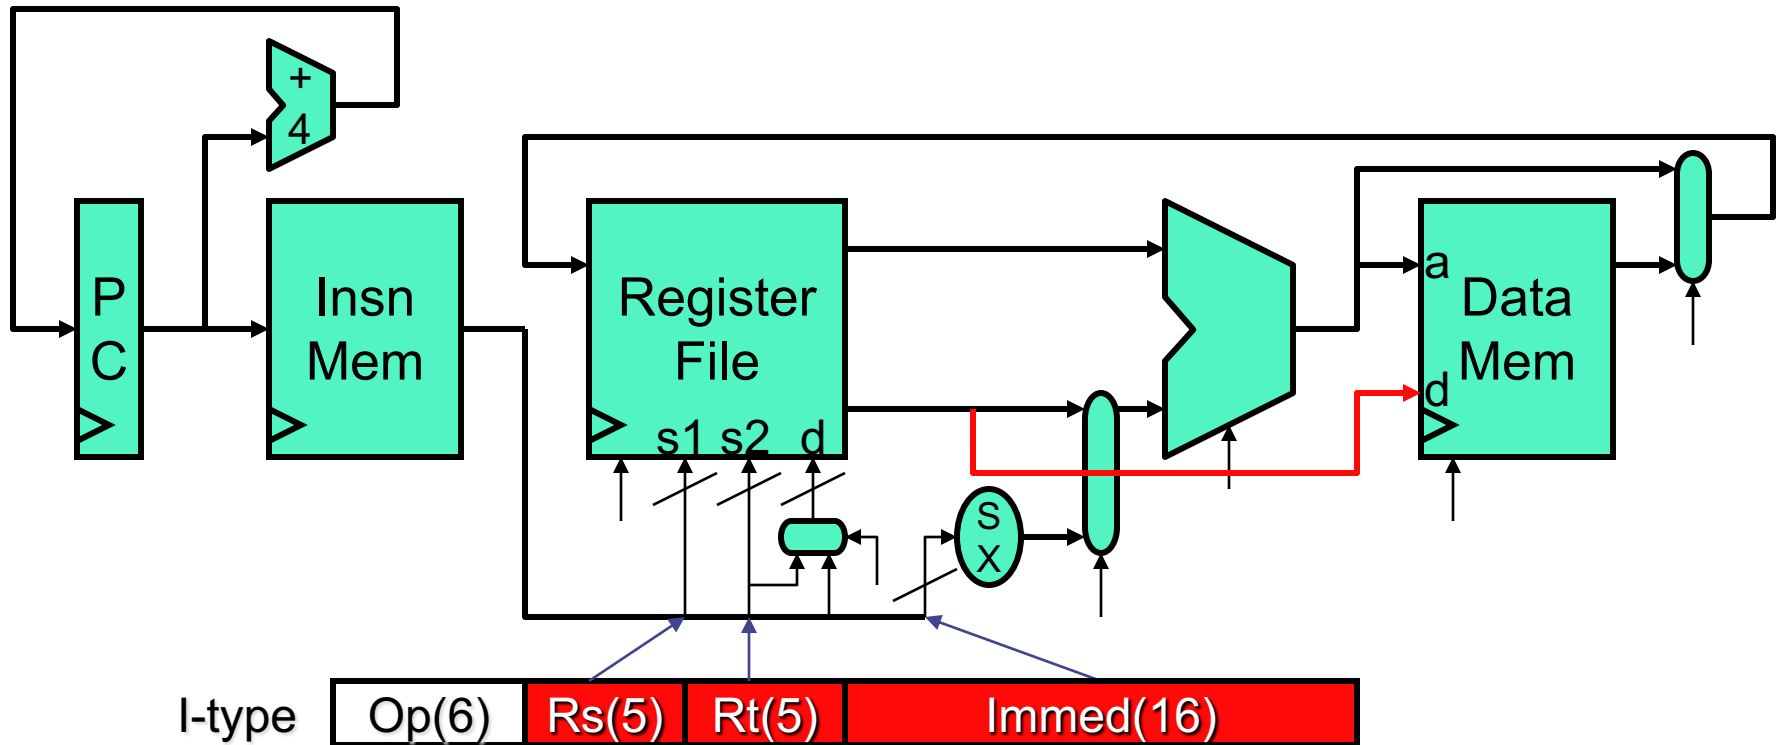 +
4
P
C
Insn
Mem
Register
File
s1 s2 d
a
d
Data
Mem
S
X
I-type Op(6) Rs(5) Rt(5) Immed(16)